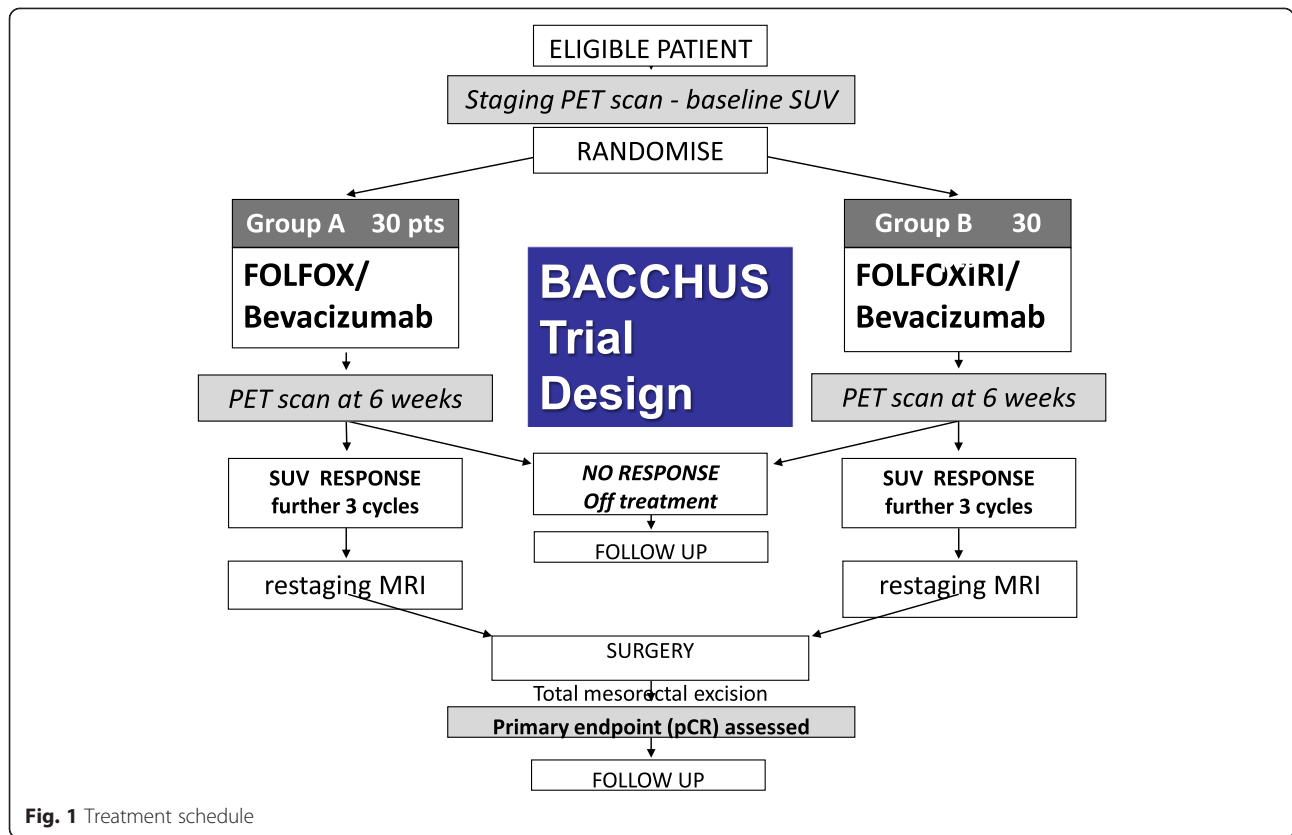 ELIGIBLE PATIENT
Staging PET scan - baseline SUV
RANDOMISE
Group A 30 pts
FOLFOX/
Bevacizumab
Group B 30
FOLFOXIRI/
Bevacizumab
BACCHUS
Trial
Design
PET scan at 6 weeks
PET scan at 6 weeks
SUV RESPONSE
further 3 cycles
NO RESPONSE
Off treatment
SUV RESPONSE
further 3 cycles
FOLLOW UP
restaging MRI
restaging MRI
SURGERY
Total mesorectal excision
Primary endpoint (pCR) assessed
FOLLOW UP
Fig. 1 Treatment schedule